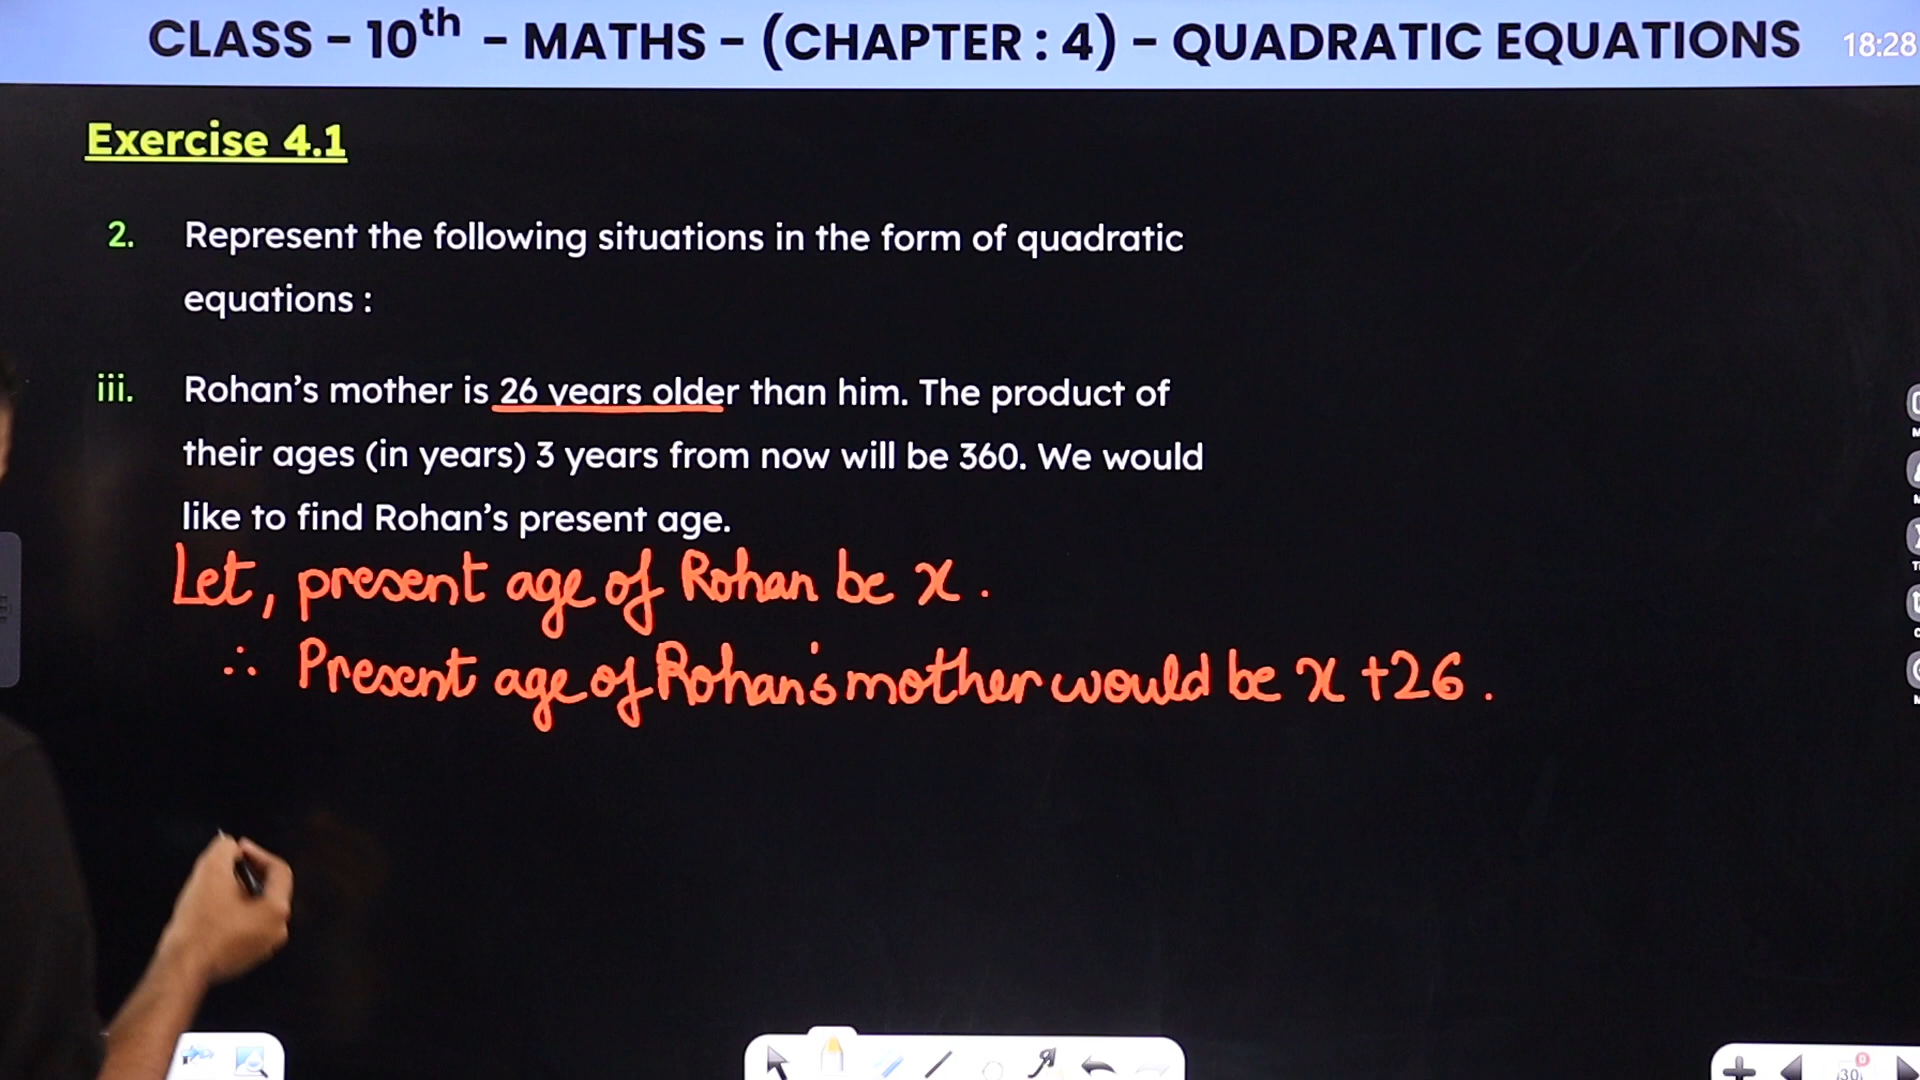 CLASS - 10th - MATHS - (CHAPTER : 4) - QUADRATIC EQUATIONS
18:28
Exercise 4.1
2. Represent the following situations in the form of quadratic
equations :
iii. Rohan's mother is 26 years older than him. The product of
their ages (in years) 3 years from now will be 360. We would
like to find Rohan's present age.
Let, present age of Rohan be x .
∴ Present age of Rohan's mother would be x + 26 .
30